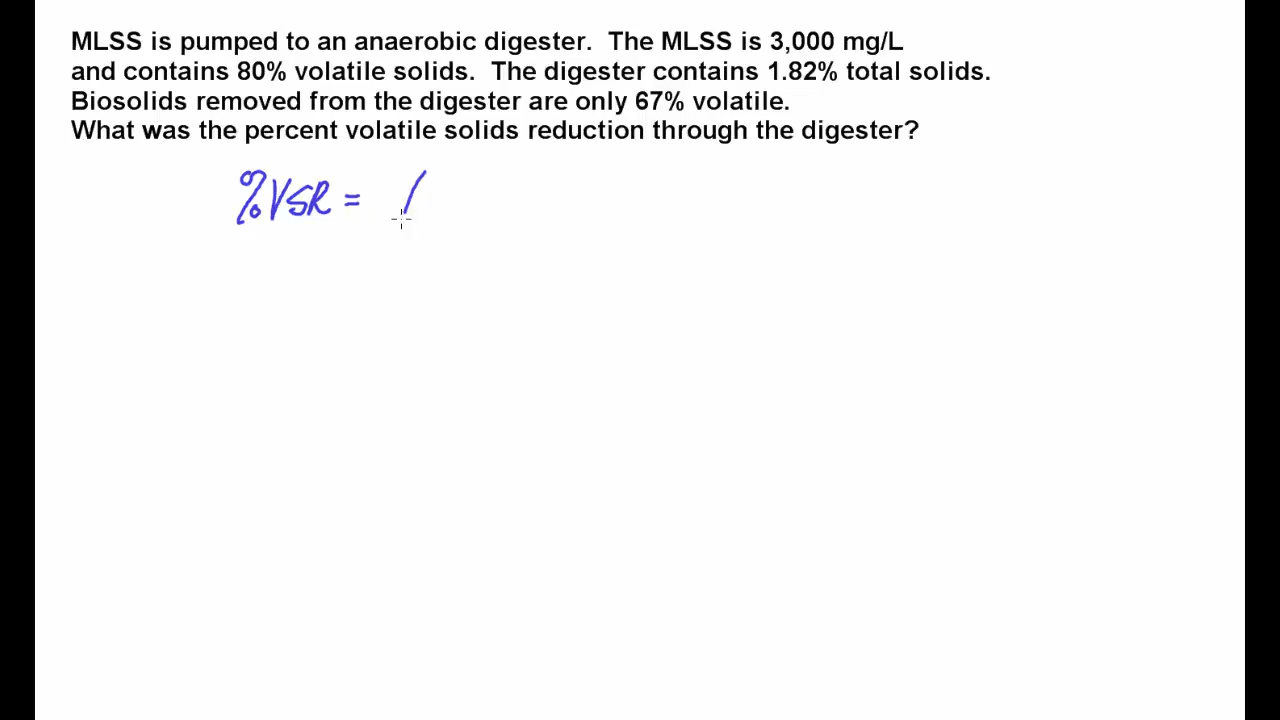 MLSS is pumped to an anaerobic digester. The MLSS is 3,000 mg/L
and contains 80% volatile solids. The digester contains 1.82% total solids.
Biosolids removed from the digester are only 67% volatile.
What was the percent volatile solids reduction through the digester?
%VSR = (